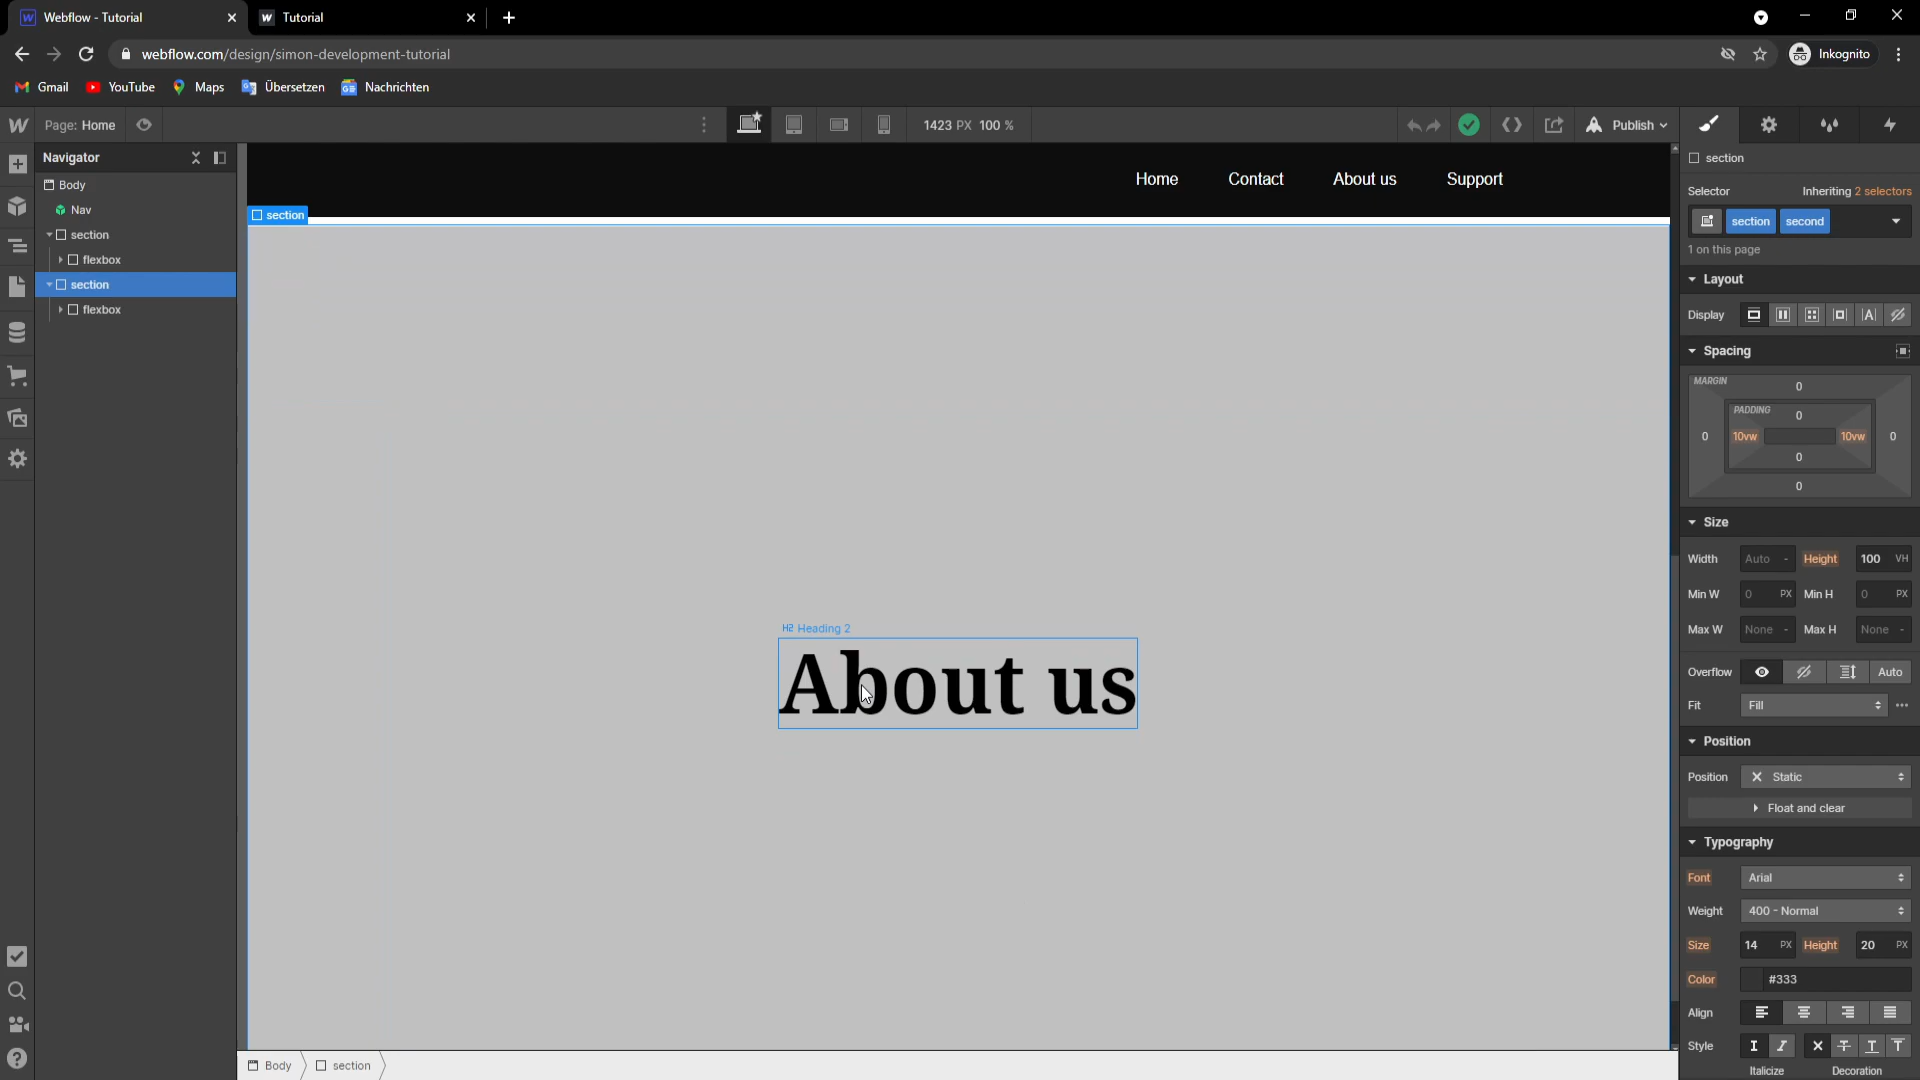 Webflow - Tutorial
Tutorial
webflow.com/design/simon-development-tutorial
Inkognito
Gmail
YouTube
Maps
Übersetzen
Nachrichten
Page: Home
1423 PX 100 %
Publish
Navigator
Body
Nav
section
flexbox
section
flexbox
Home
Contact
About us
Support
section
H2 Heading 2
About us
Body
section
section
Selector
Inheriting 2 selectors
section
second
1 on this page
Layout
Display
Spacing
MARGIN
0
PADDING
0
0
10vw
10vw
0
0
0
Size
Width Auto - Height 100 VH
Min W 0 PX Min H 0 PX
Max W None - Max H None -
Overflow Auto
Fit Fill
Position
Position Static
Float and clear
Typography
Font Arial
Weight 400 - Normal
Size 14 PX Height 20 PX
Color #333
Align
Style
Italicize Decoration